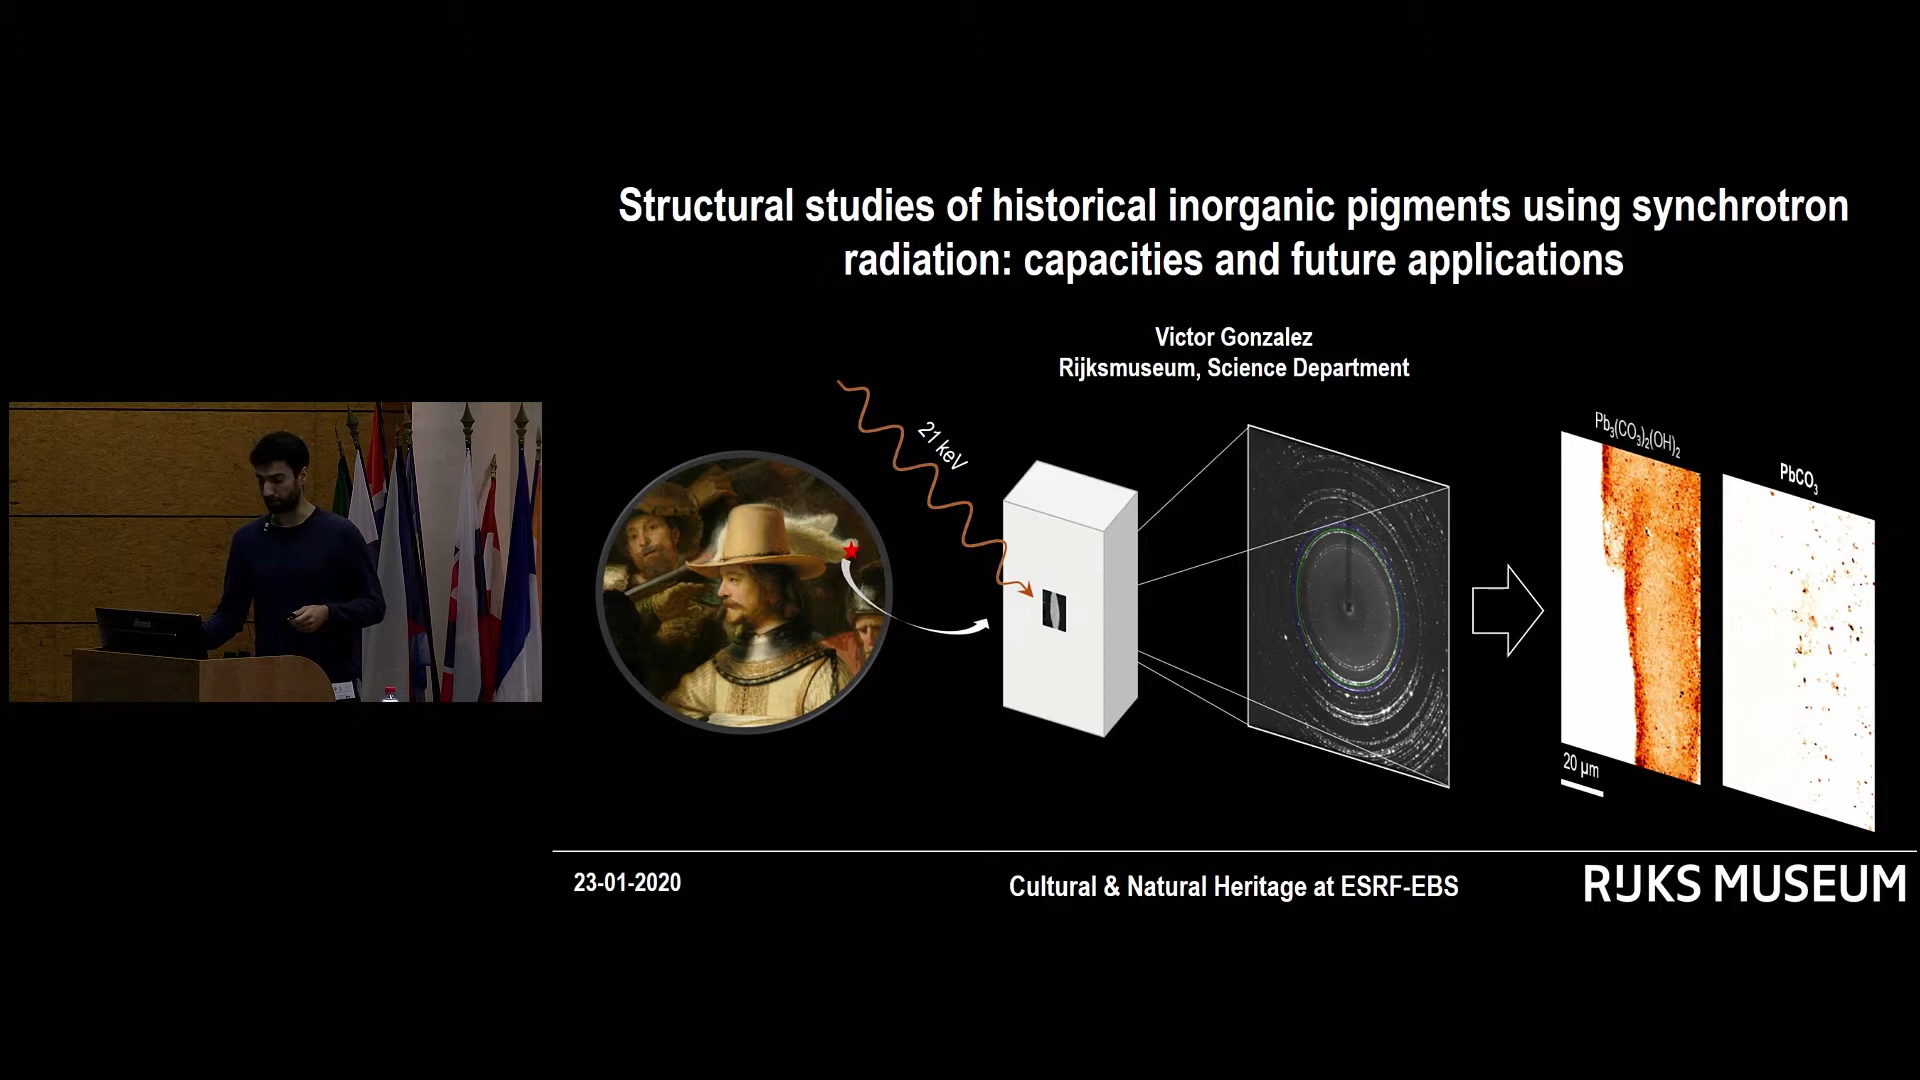 Structural studies of historical inorganic pigments using synchrotron
radiation: capacities and future applications
Victor Gonzalez
Rijksmuseum, Science Department
21 keV
Pb3(CO3)2(OH)2
PbCO3
20 µm
23-01-2020
Cultural & Natural Heritage at ESRF-EBS
RIJKS MUSEUM